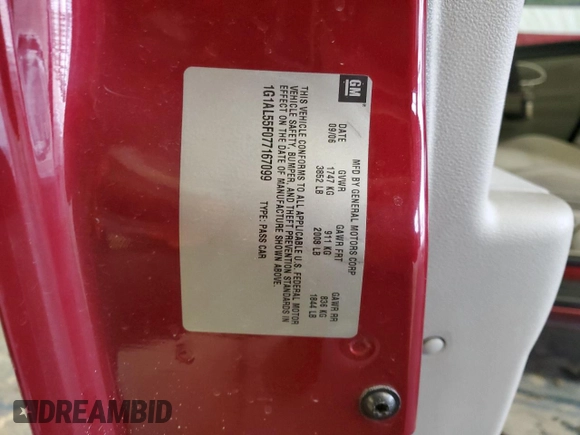 GM
MFD BY GENERAL MOTORS CORP
DATE GVWR GAWR FRT GAWR RR
09/06 1747 KG 911 KG 836 KG
3852 LB 2009 LB 1844 LB
THIS VEHICLE CONFORMS TO ALL APPLICABLE U.S. FEDERAL MOTOR
VEHICLE SAFETY, BUMPER, AND THEFT PREVENTION STANDARDS IN
EFFECT ON THE DATE OF MANUFACTURE SHOWN ABOVE.
1G1AL55F077167099 TYPE: PASS CAR
DREAMBID